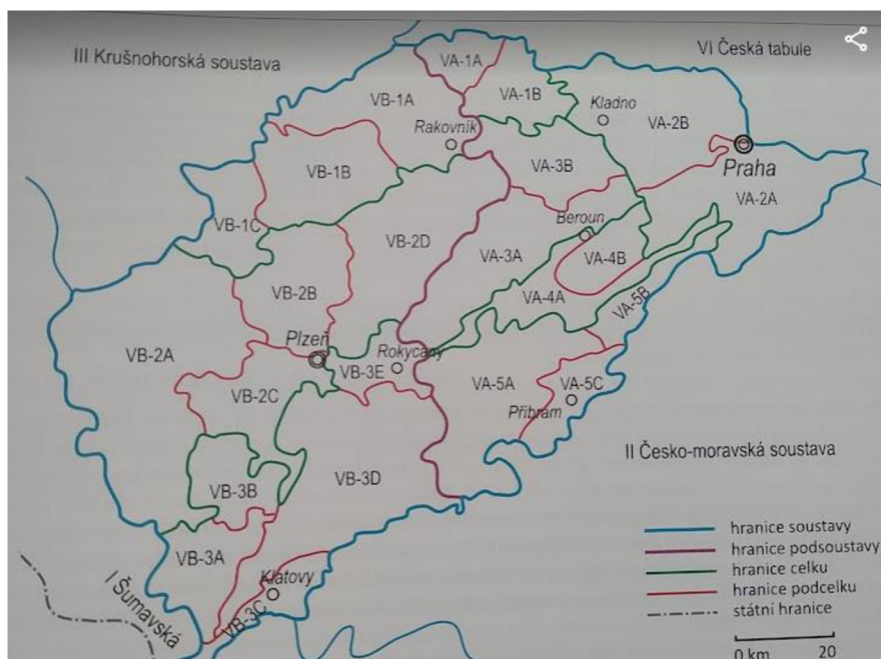 III Krušnohorská soustava
VI Česká tabule
VA-1A
VB-1A
VA-1B
Kladno
VA-2B
Rakovník
Praha
VB-1B
VA-3B
VA-2A
VB-1C
Beroun
VB-2D
VA-3A
VA-4B
VB-2B
VA-4A
VA-5B
Plzeň
Rokycany
VB-2A
VB-3E
VB-2C
VA-5A
VA-5C
Příbram
II Česko-moravská soustava
VB-3B
VB-3D
VB-3A
I Šumavská
Klatovy
VB-3C
hranice soustavy
hranice podsoustavy
hranice celku
hranice podcelku
státní hranice
0 km 20